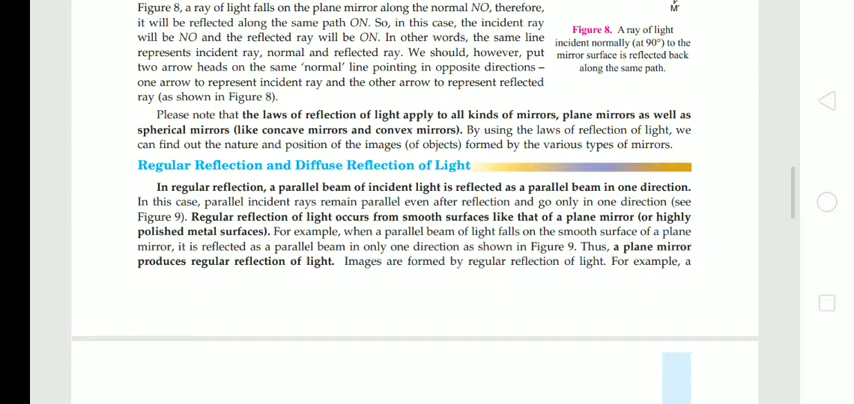 Figure 8, a ray of light falls on the plane mirror along the normal NO, therefore,
it will be reflected along the same path ON. So, in this case, the incident ray
will be NO and the reflected ray will be ON. In other words, the same line
represents incident ray, normal and reflected ray. We should, however, put
two arrow heads on the same ‘normal’ line pointing in opposite directions –
one arrow to represent incident ray and the other arrow to represent reflected
ray (as shown in Figure 8).
M′
Figure 8. A ray of light
incident normally (at 90°) to the
mirror surface is reflected back
along the same path.
Please note that the laws of reflection of light apply to all kinds of mirrors, plane mirrors as well as
spherical mirrors (like concave mirrors and convex mirrors). By using the laws of reflection of light, we
can find out the nature and position of the images (of objects) formed by the various types of mirrors.
Regular Reflection and Diffuse Reflection of Light
In regular reflection, a parallel beam of incident light is reflected as a parallel beam in one direction.
In this case, parallel incident rays remain parallel even after reflection and go only in one direction (see
Figure 9). Regular reflection of light occurs from smooth surfaces like that of a plane mirror (or highly
polished metal surfaces). For example, when a parallel beam of light falls on the smooth surface of a plane
mirror, it is reflected as a parallel beam in only one direction as shown in Figure 9. Thus, a plane mirror
produces regular reflection of light. Images are formed by regular reflection of light. For example, a